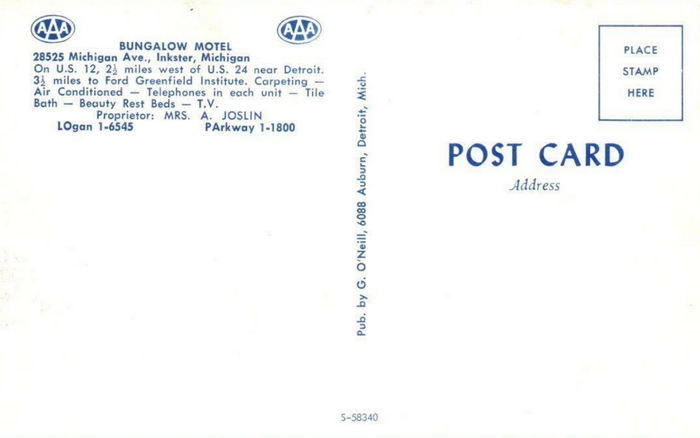 AAA
AAA
BUNGALOW MOTEL
28525 Michigan Ave., Inkster, Michigan
On U.S. 12, 2½ miles west of U.S. 24 near Detroit.
3½ miles to Ford Greenfield Institute. Carpeting —
Air Conditioned — Telephones in each unit — Tile
Bath — Beauty Rest Beds — T.V.
Proprietor: MRS. A. JOSLIN
LOgan 1-6545 PArkway 1-1800
Pub. by G. O'Neill, 6088 Auburn, Detroit, Mich.
PLACE
STAMP
HERE
POST CARD
Address
S-58340